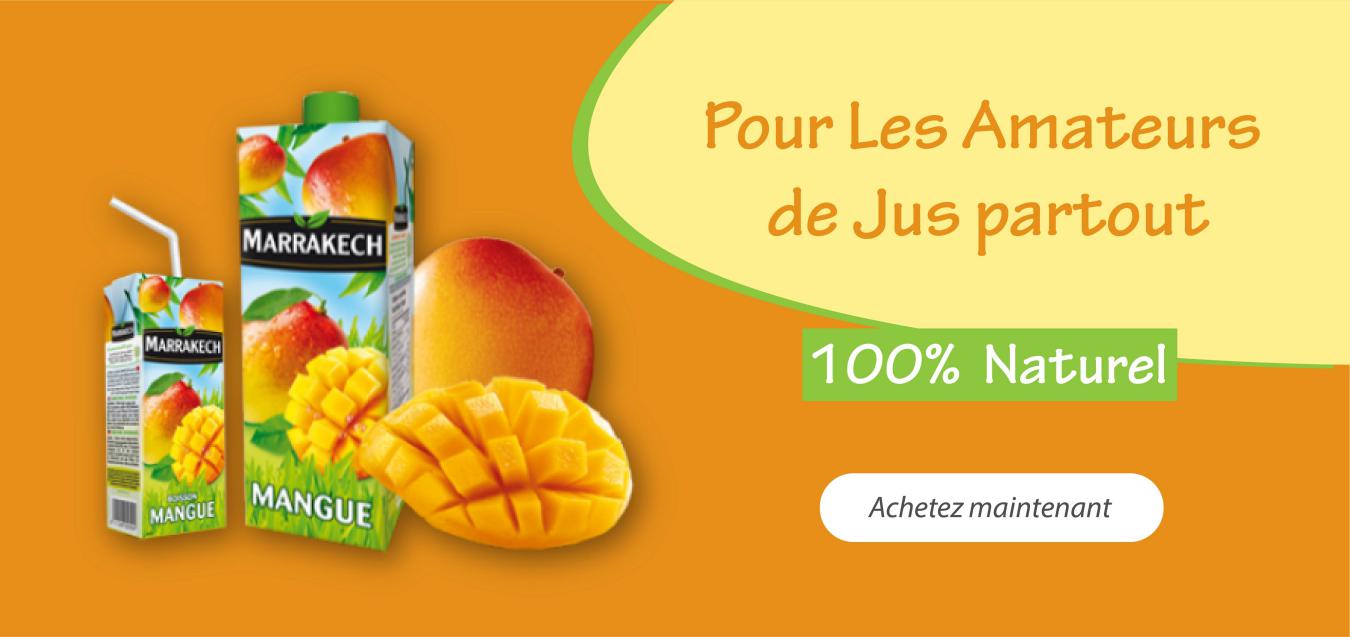 Pour Les Amateurs
de Jus partout
100% Naturel
Achetez maintenant
MARRAKECH
MANGUE
MARRAKECH
BOISSON
MANGUE